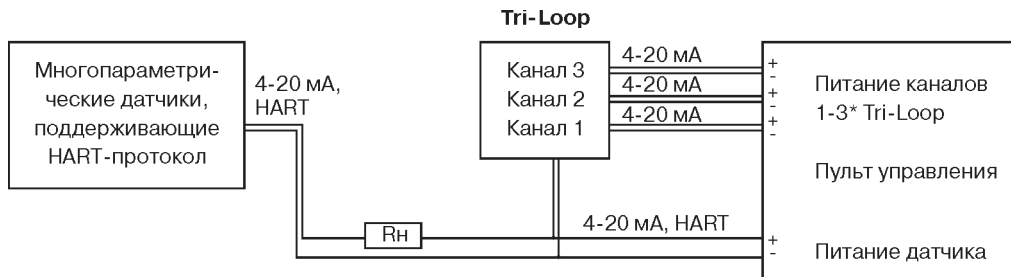 Tri-Loop
Многопараметри-
ческие датчики,
поддерживающие
HART-протокол
4-20 мА,
HART
Канал 3
Канал 2
Канал 1
4-20 мА
4-20 мА
4-20 мА
+
-
+
-
+
-
Питание каналов
1-3* Tri-Loop
Пульт управления
Rн
4-20 мА, HART
+
-
Питание датчика